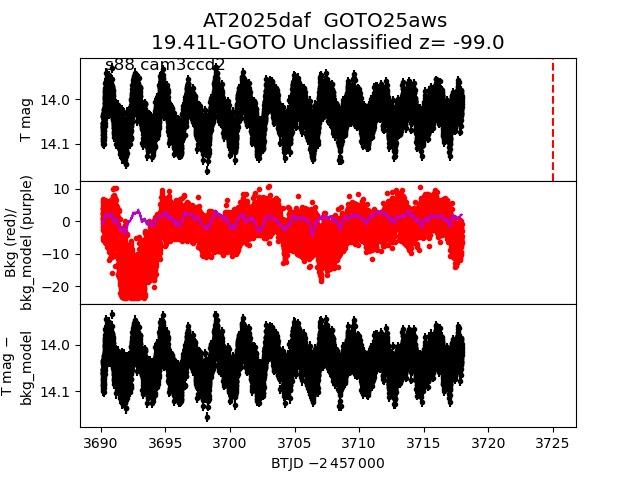 AT2025daf  GOTO25aws
19.41L-GOTO Unclassified z= -99.0
s88 cam3ccd2
T mag
14.0
14.1
Bkg (red)/
bkg_model (purple)
10
0
−10
−20
T mag −
bkg_model
14.0
14.1
3690 3695 3700 3705 3710 3715 3720 3725
BTJD −2 457 000